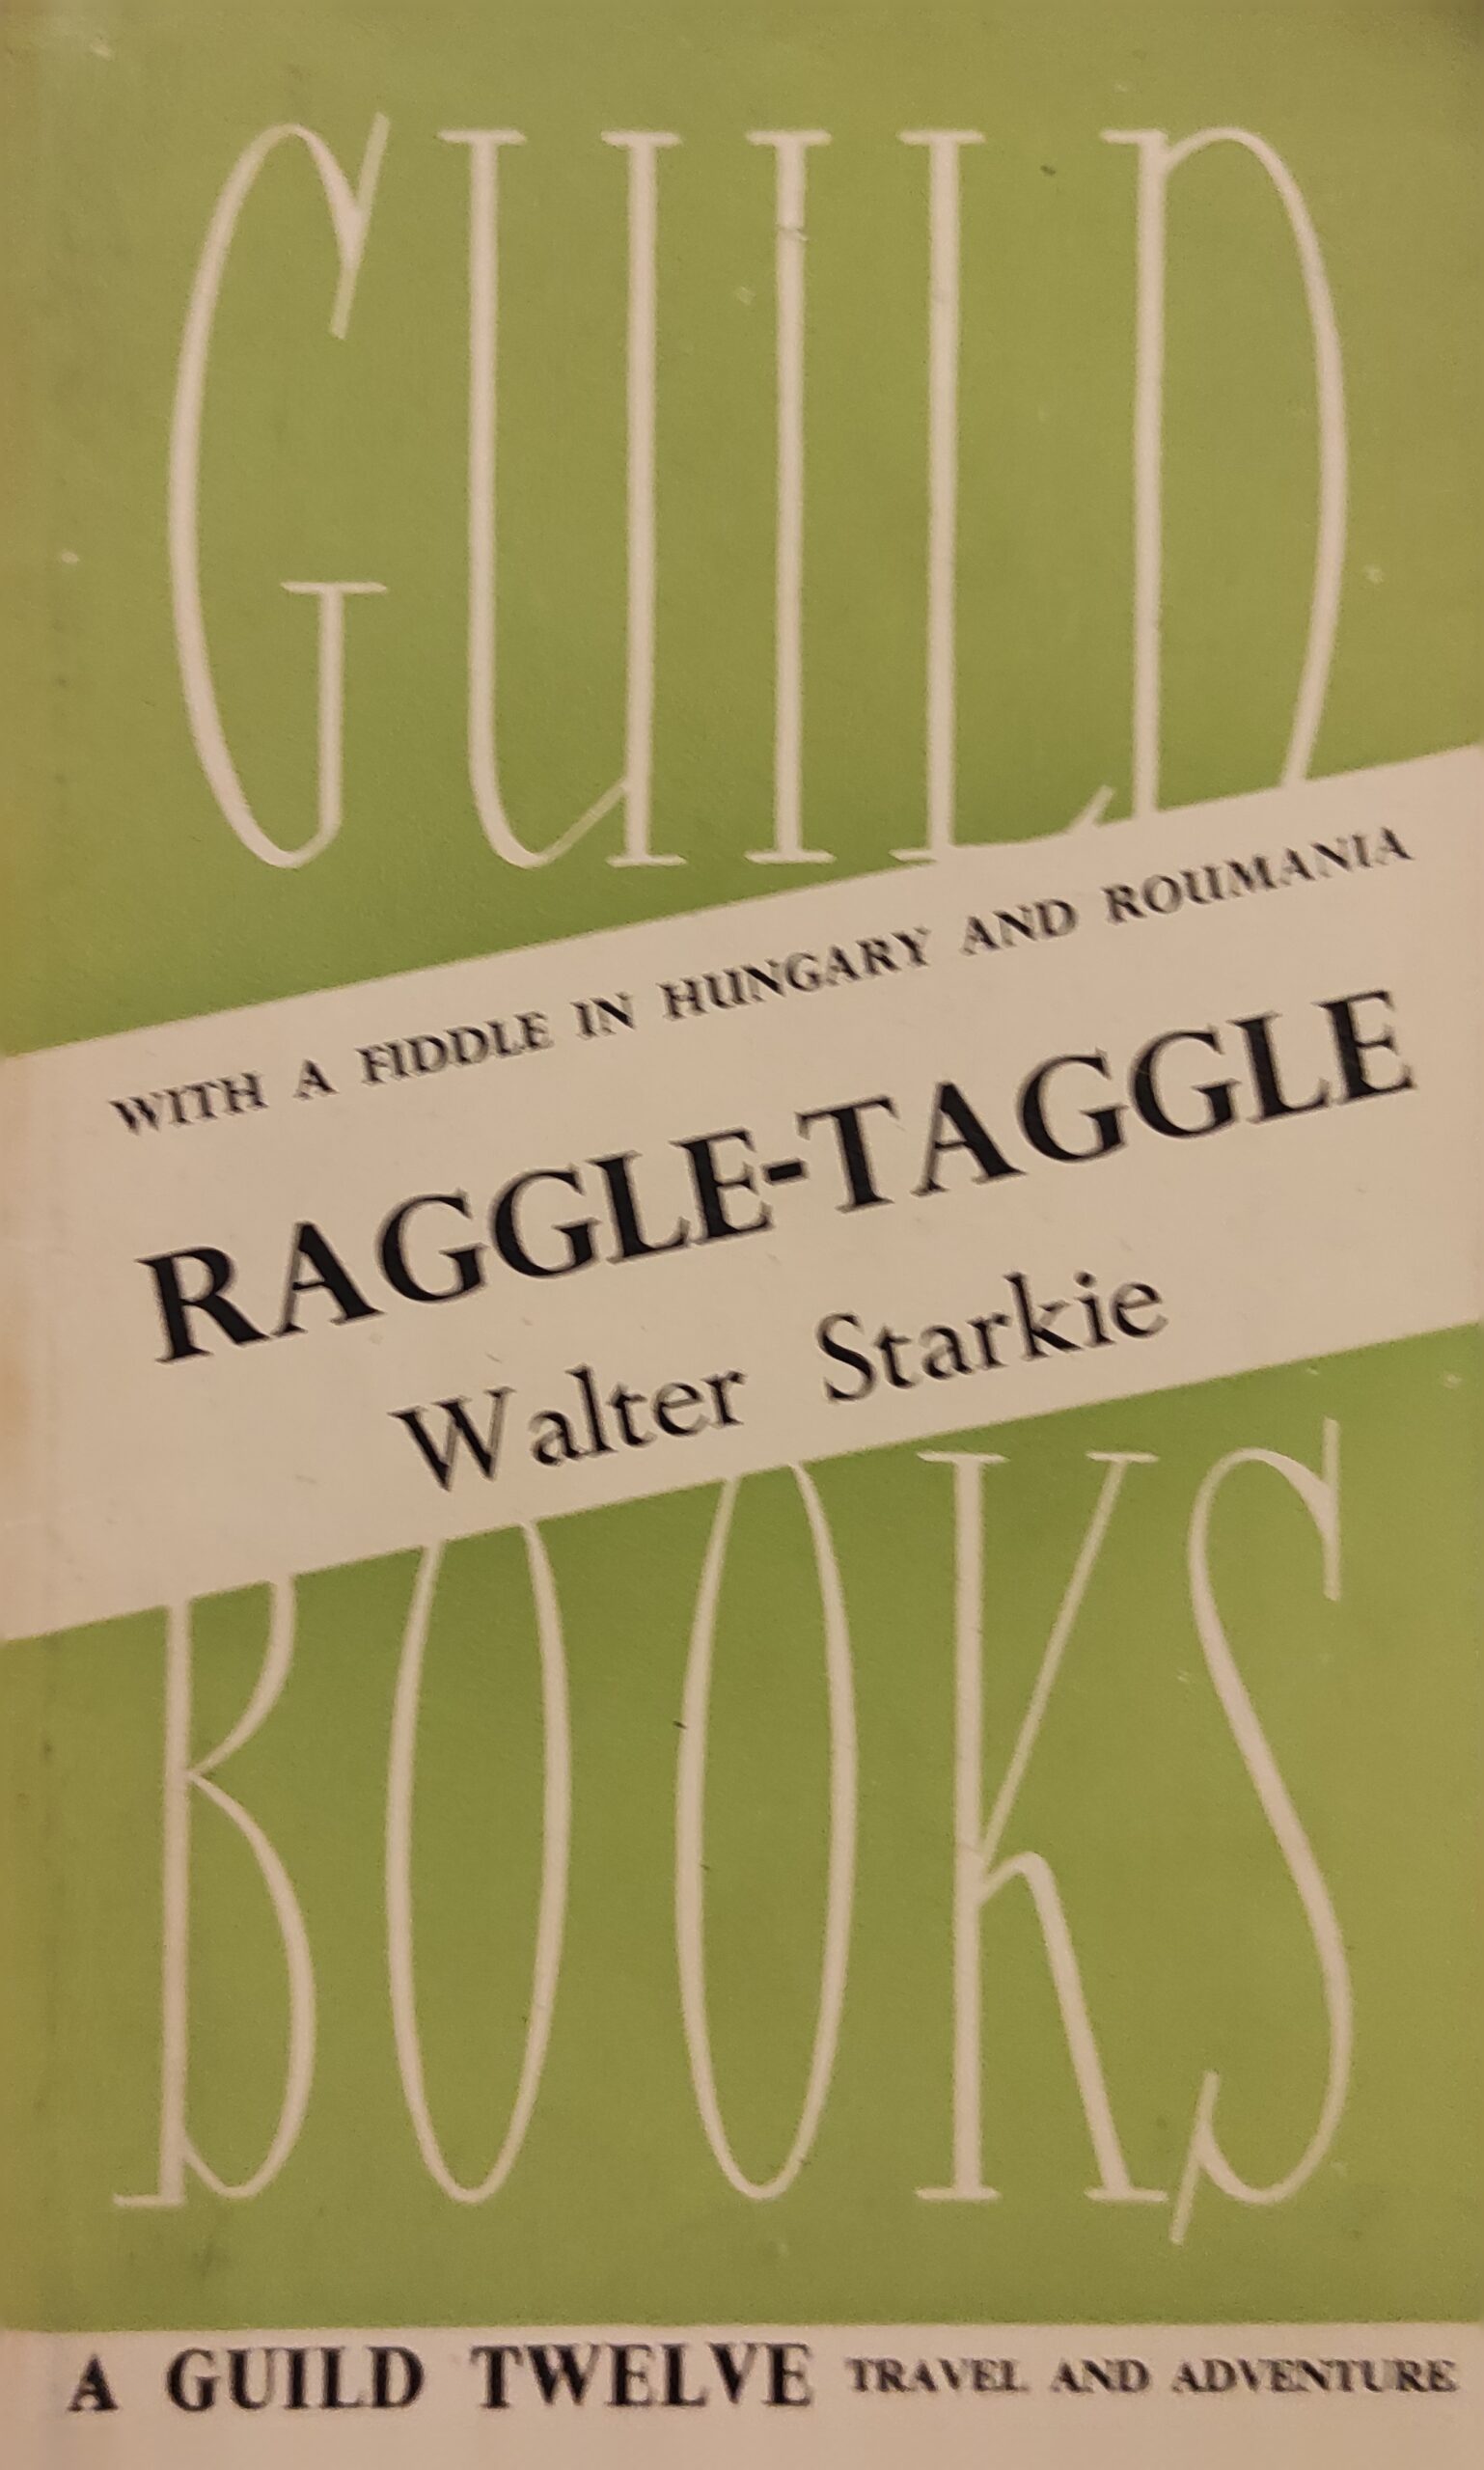 GUILD
WITH A FIDDLE IN HUNGARY AND ROUMANIA
RAGGLE-TAGGLE
Walter Starkie
BOOKS
A GUILD TWELVE TRAVEL AND ADVENTURE